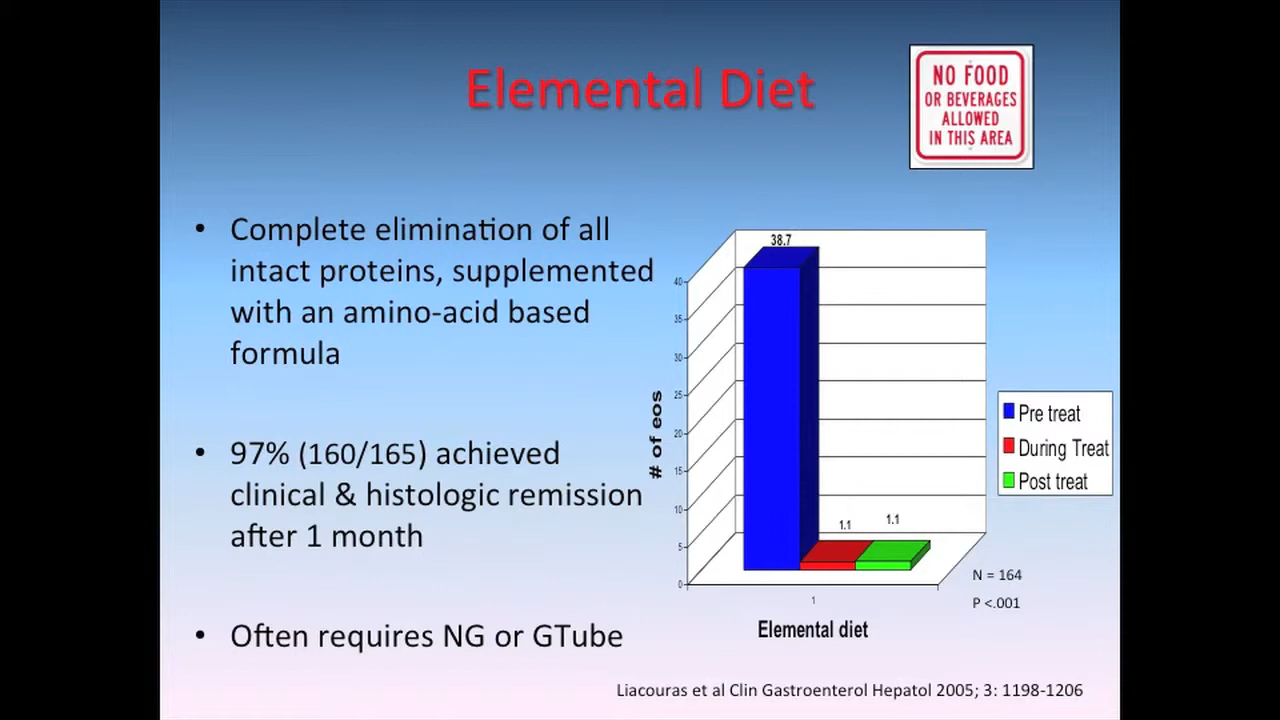 Elemental Diet
NO FOOD
OR BEVERAGES
ALLOWED
IN THIS AREA
• Complete elimination of all
intact proteins, supplemented
with an amino-acid based
formula
• 97% (160/165) achieved
clinical & histologic remission
after 1 month
• Often requires NG or GTube
# of eos
40
35
30
25
20
15
10
5
0
38.7
1.1
1.1
1
Elemental diet
Pre treat
During Treat
Post treat
N = 164
P <.001
Liacouras et al Clin Gastroenterol Hepatol 2005; 3: 1198-1206